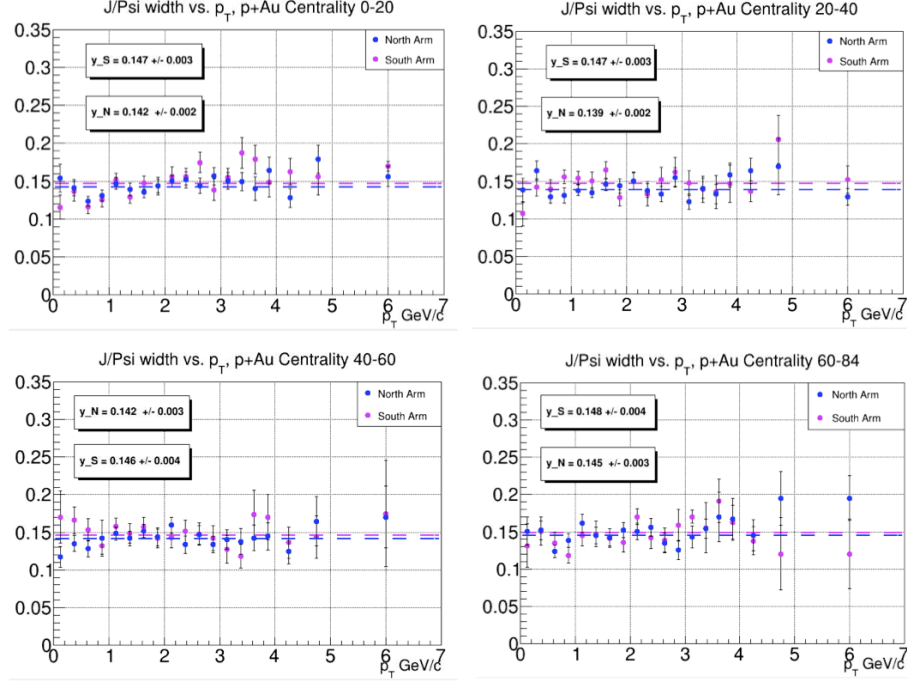 J/Psi width vs. p_T, p+Au Centrality 0-20
0.35
0.3
0.25
0.2
0.15
0.1
0.05
0
y_S = 0.147 +/- 0.003
y_N = 0.142 +/- 0.002
North Arm
South Arm
0 1 2 3 4 5 6 7
p_T GeV/c
J/Psi width vs. p_T, p+Au Centrality 20-40
0.35
0.3
0.25
0.2
0.15
0.1
0.05
0
y_S = 0.147 +/- 0.003
y_N = 0.139 +/- 0.002
North Arm
South Arm
0 1 2 3 4 5 6 7
p_T GeV/c
J/Psi width vs. p_T, p+Au Centrality 40-60
0.35
0.3
0.25
0.2
0.15
0.1
0.05
0
y_N = 0.142 +/- 0.003
y_S = 0.146 +/- 0.004
North Arm
South Arm
0 1 2 3 4 5 6 7
p_T GeV/c
J/Psi width vs. p_T, p+Au Centrality 60-84
0.35
0.3
0.25
0.2
0.15
0.1
0.05
0
y_S = 0.148 +/- 0.004
y_N = 0.145 +/- 0.003
North Arm
South Arm
0 1 2 3 4 5 6 7
p_T GeV/c